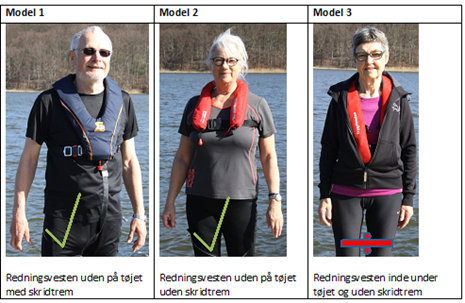 Model 1
Model 2
Model 3
Redningsvesten uden på tøjet
med skridtrem
Redningsvesten uden på tøjet
uden skridtrem
Redningsvesten inde under
tøjet og uden skridtrem